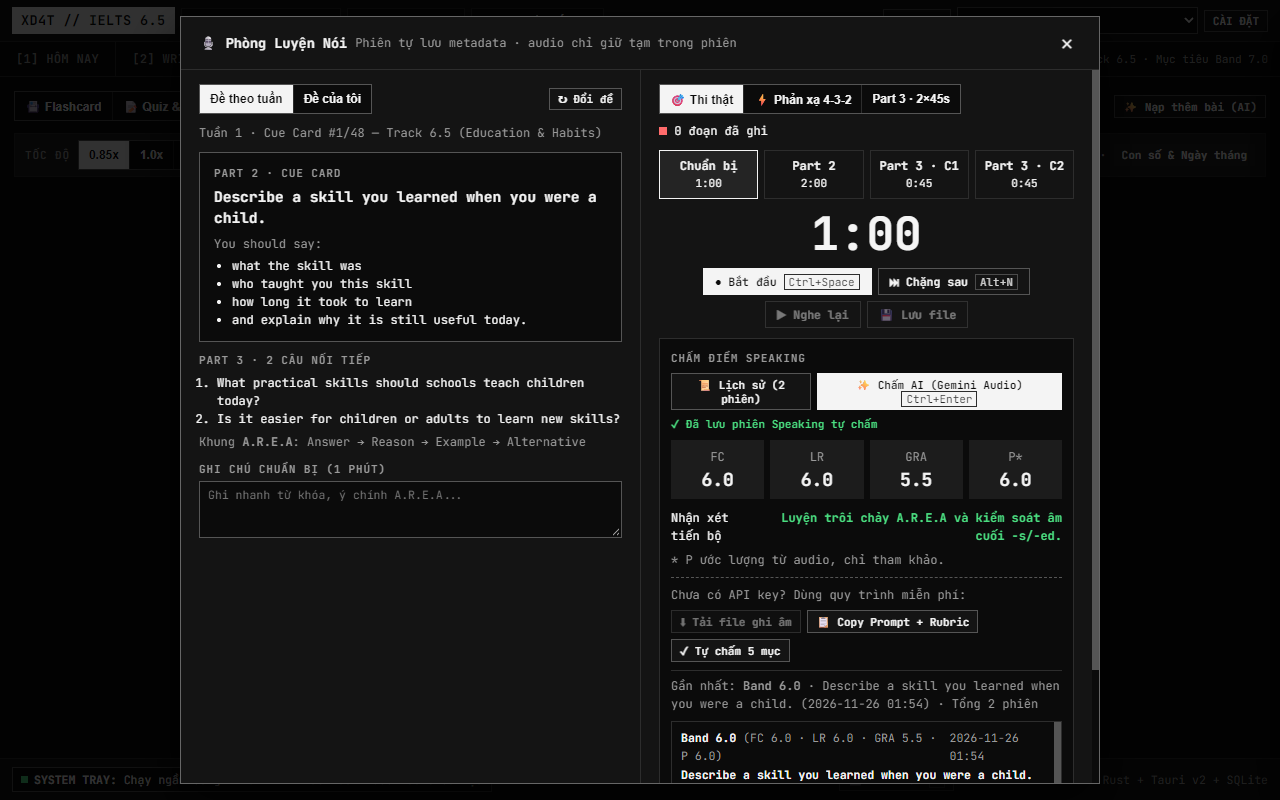 XD4T // IELTS 6.5
CÀI ĐẶT
[1] HÔM NAY
[2] WR
ck 6.5 · Mục tiêu Band 7.0
Flashcard
Quiz &
✨ Nạp thêm bài (AI)
TỐC ĐỘ
0.85x
1.0x
Con số & Ngày tháng
SYSTEM TRAY: Chạy ngầ
Rust + Tauri v2 + SQLite
🎙 Phòng Luyện Nói Phiên tự lưu metadata · audio chỉ giữ tạm trong phiên
✕
Đề theo tuần
Đề của tôi
↻ Đổi đề
Tuần 1 · Cue Card #1/48 — Track 6.5 (Education & Habits)
PART 2 · CUE CARD
Describe a skill you learned when you were a
child.
You should say:
• what the skill was
• who taught you this skill
• how long it took to learn
• and explain why it is still useful today.
PART 3 · 2 CÂU NỐI TIẾP
1. What practical skills should schools teach children
today?
2. Is it easier for children or adults to learn new skills?
Khung A.R.E.A: Answer → Reason → Example → Alternative
GHI CHÚ CHUẨN BỊ (1 PHÚT)
Ghi nhanh từ khóa, ý chính A.R.E.A...
🎯 Thi thật
⚡ Phản xạ 4-3-2
Part 3 · 2×45s
0 đoạn đã ghi
Chuẩn bị
1:00
Part 2
2:00
Part 3 · C1
0:45
Part 3 · C2
0:45
1:00
● Bắt đầu Ctrl+Space
⏭ Chặng sau Alt+N
▶ Nghe lại
💾 Lưu file
CHẤM ĐIỂM SPEAKING
📜 Lịch sử (2
phiên)
✨ Chấm AI (Gemini Audio)
Ctrl+Enter
✓ Đã lưu phiên Speaking tự chấm
FC
6.0
LR
6.0
GRA
5.5
P*
6.0
Nhận xét
tiến bộ
Luyện trôi chảy A.R.E.A và kiểm soát âm
cuối -s/-ed.
* P ước lượng từ audio, chỉ tham khảo.
Chưa có API key? Dùng quy trình miễn phí:
⬇ Tải file ghi âm
📋 Copy Prompt + Rubric
✓ Tự chấm 5 mục
Gần nhất: Band 6.0 · Describe a skill you learned when
you were a child. (2026-11-26 01:54) · Tổng 2 phiên
Band 6.0 (FC 6.0 · LR 6.0 · GRA 5.5 ·
P 6.0)
2026-11-26
01:54
Describe a skill you learned when you were a child.